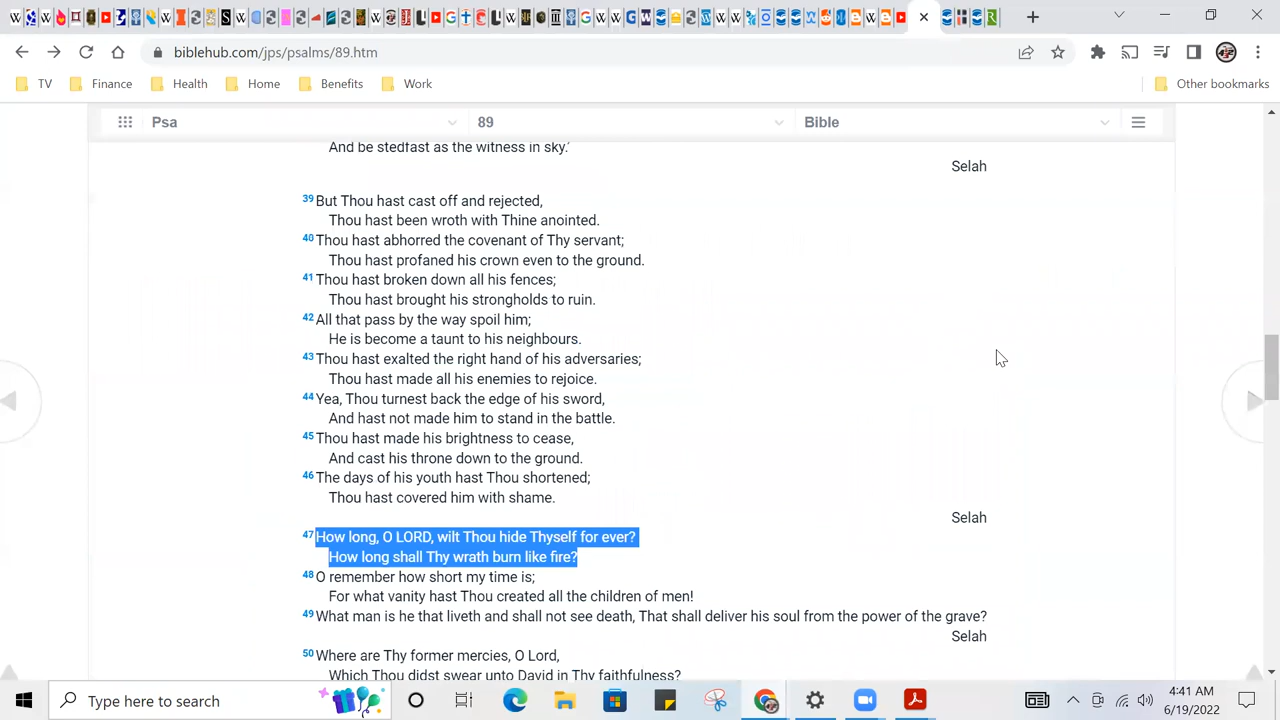 biblehub.com/jps/psalms/89.htm
TV Finance Health Home Benefits Work Other bookmarks
Psa 89 Bible
And be stedfast as the witness in sky.'
Selah
39 But Thou hast cast off and rejected,
Thou hast been wroth with Thine anointed.
40 Thou hast abhorred the covenant of Thy servant;
Thou hast profaned his crown even to the ground.
41 Thou hast broken down all his fences;
Thou hast brought his strongholds to ruin.
42 All that pass by the way spoil him;
He is become a taunt to his neighbours.
43 Thou hast exalted the right hand of his adversaries;
Thou hast made all his enemies to rejoice.
44 Yea, Thou turnest back the edge of his sword,
And hast not made him to stand in the battle.
45 Thou hast made his brightness to cease,
And cast his throne down to the ground.
46 The days of his youth hast Thou shortened;
Thou hast covered him with shame.
Selah
47 How long, O LORD, wilt Thou hide Thyself for ever?
How long shall Thy wrath burn like fire?
48 O remember how short my time is;
For what vanity hast Thou created all the children of men!
49 What man is he that liveth and shall not see death, That shall deliver his soul from the power of the grave?
Selah
50 Where are Thy former mercies, O Lord,
Which Thou didst swear unto David in Thy faithfulness?
Type here to search
4:41 AM
6/19/2022